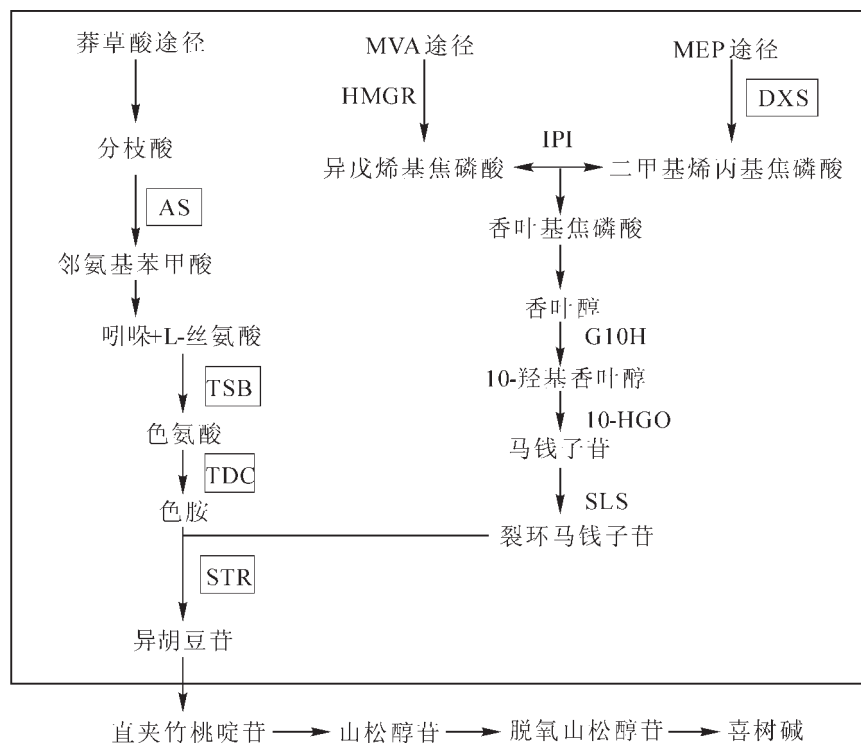 莽草酸途径
MVA途径
MEP途径
HMGR
DXS
分枝酸
IPI
异戊烯基焦磷酸
二甲基烯丙基焦磷酸
AS
香叶基焦磷酸
邻氨基苯甲酸
香叶醇
吲哚+L-丝氨酸
G10H
10-羟基香叶醇
TSB
10-HGO
色氨酸
马钱子苷
TDC
SLS
色胺
裂环马钱子苷
STR
异胡豆苷
直夹竹桃啶苷
山松醇苷
脱氧山松醇苷
喜树碱